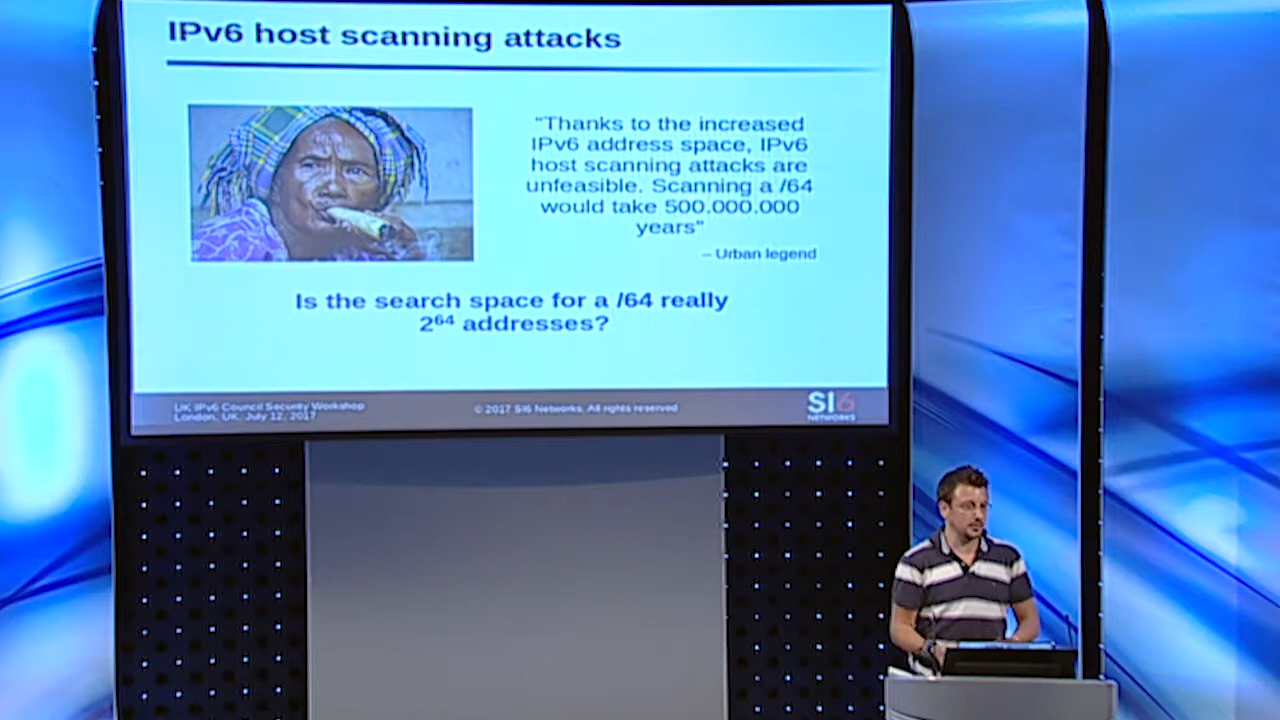 IPv6 host scanning attacks
"Thanks to the increased
IPv6 address space, IPv6
host scanning attacks are
unfeasible. Scanning a /64
would take 500.000.000
years"
– Urban legend
Is the search space for a /64 really
2⁶⁴ addresses?
UK IPv6 Council Security Workshop
London, UK. July 12, 2017
© 2017 SI6 Networks. All rights reserved
SI6
NETWORKS